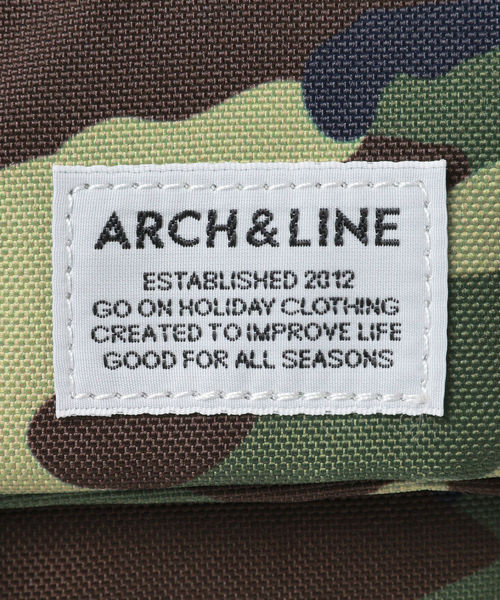 ARCH & LINE
ESTABLISHED 2012
GO ON HOLIDAY CLOTHING
CREATED TO IMPROVE LIFE
GOOD FOR ALL SEASONS